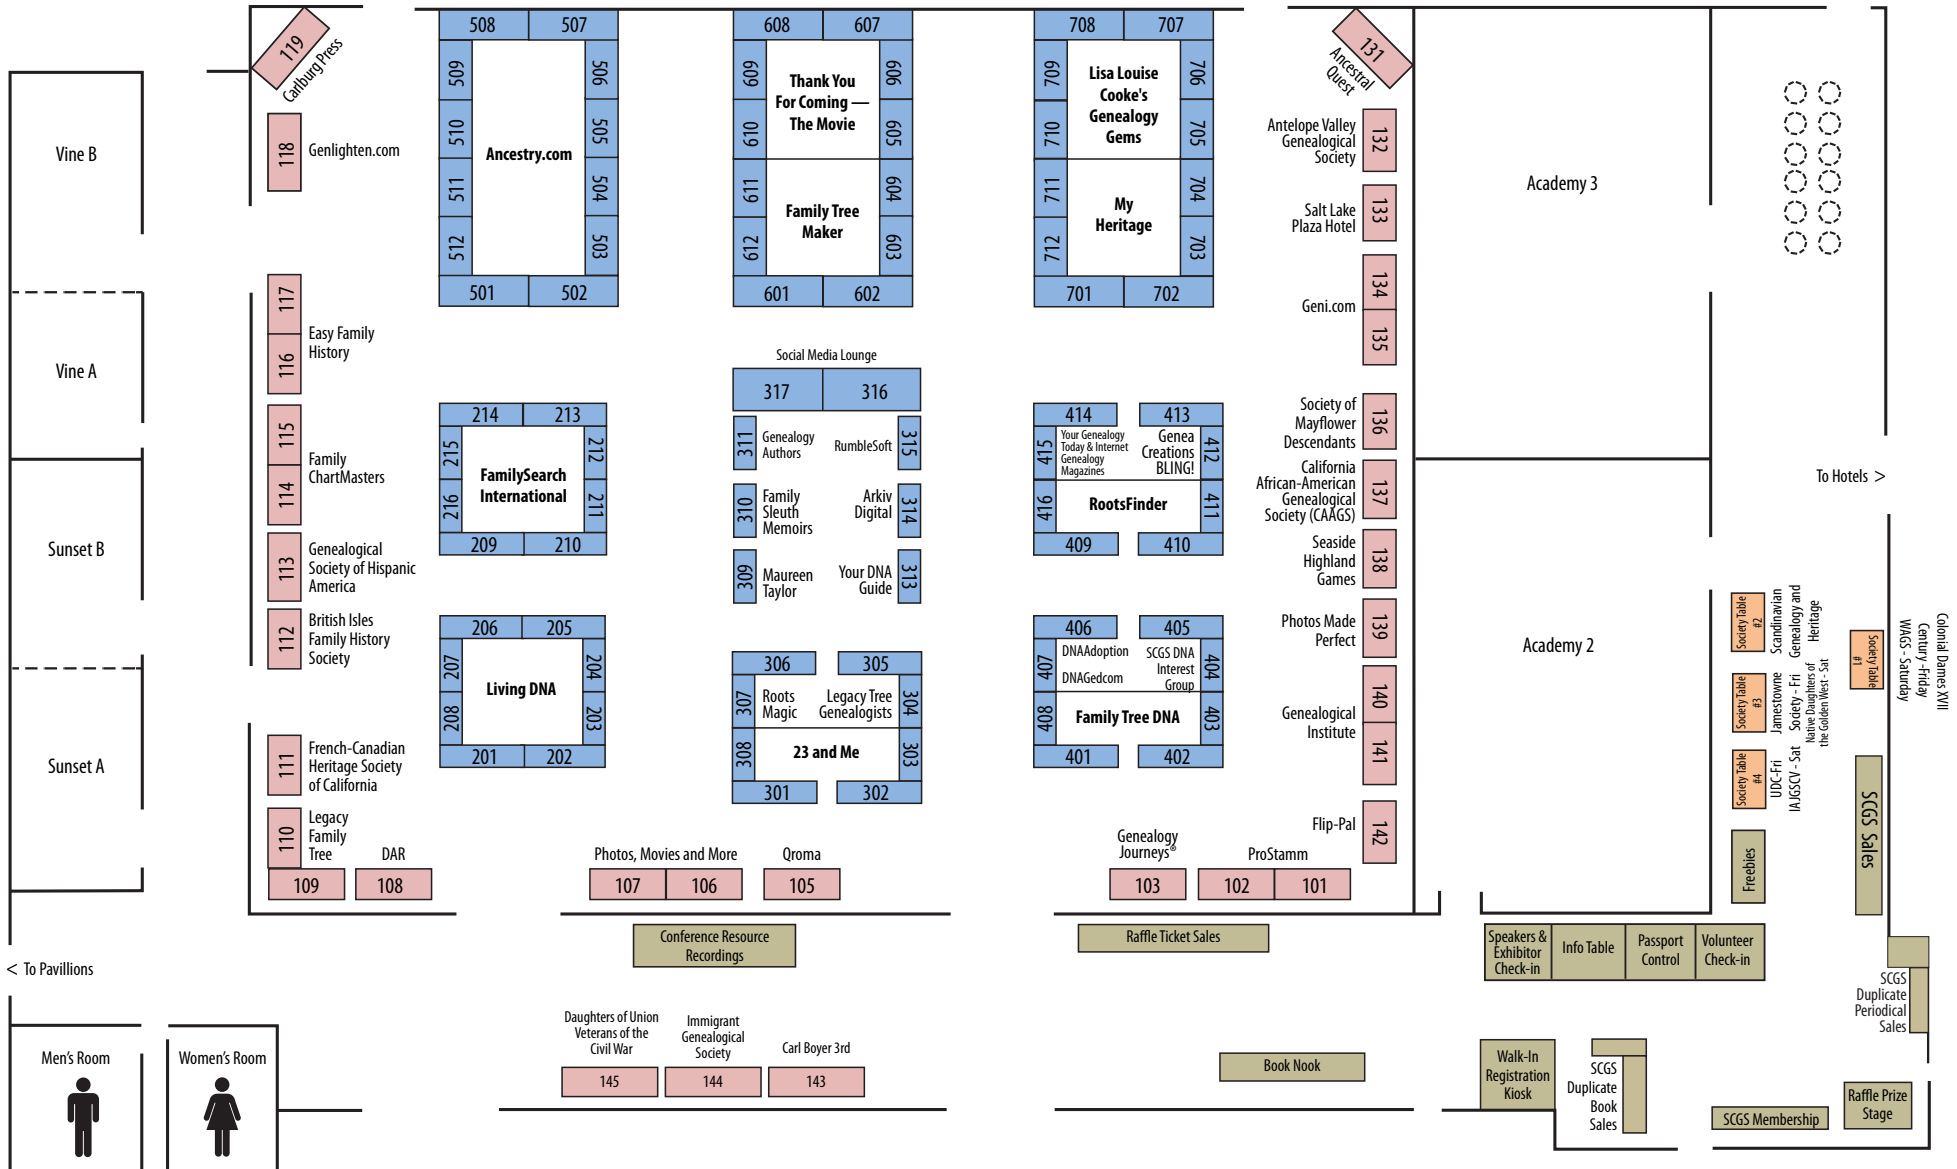 119
Carlburg Press
118
Genlighten.com
117
116
Easy Family
History
115
114
Family
ChartMasters
113
Genealogical
Society of Hispanic
America
112
British Isles
Family History
Society
111
French-Canadian
Heritage Society
of California
110
Legacy
Family
Tree
109
DAR
108
Vine B
Vine A
Sunset B
Sunset A
< To Pavillions
Men's Room
Women's Room
508
507
509
510
511
512
506
505
504
503
Ancestry.com
501
502
608
607
609
610
611
612
606
605
604
603
Thank You
For Coming —
The Movie
Family Tree
Maker
601
602
708
707
709
710
711
712
706
705
704
703
Lisa Louise
Cooke's
Genealogy
Gems
My
Heritage
701
702
214
213
215
216
212
211
FamilySearch
International
209
210
206
205
207
208
204
203
Living DNA
201
202
Social Media Lounge
317
316
311
Genealogy
Authors
RumbleSoft
315
310
Family
Sleuth
Memoirs
Arkiv
Digital
314
309
Maureen
Taylor
Your DNA
Guide
313
306
305
307
308
Roots
Magic
Legacy Tree
Genealogists
304
303
23 and Me
301
302
414
413
415
416
Your Genealogy
Today & Internet
Genealogy
Magazines
Genea
Creations
BLING!
412
411
RootsFinder
409
410
406
405
407
408
DNAAdoption
DNAGedcom
SCGS DNA
Interest
Group
404
403
Family Tree DNA
401
402
131
Ancestral
Quest
Antelope Valley
Genealogical
Society
132
Salt Lake
Plaza Hotel
133
Geni.com
134
135
Society of
Mayflower
Descendants
136
California
African-American
Genealogical
Society (CAAGS)
137
Seaside
Highland
Games
138
Photos Made
Perfect
139
Genealogical
Institute
140
141
Flip-Pal
142
Photos, Movies and More
107
106
Qroma
105
Genealogy
Journeys®
103
ProStamm
102
101
Conference Resource
Recordings
Raffle Ticket Sales
Daughters of Union
Veterans of the
Civil War
145
Immigrant
Genealogical
Society
144
Carl Boyer 3rd
143
Book Nook
Academy 3
Academy 2
To Hotels >
Society Table
#2
Scandinavian
Genealogy and
Heritage
Society Table
#3
Jamestowne
Society - Fri
Native Daughters of
the Golden West - Sat
Society Table
#4
UDC-Fri
IAJGSCV - Sat
Society Table
#1
Colonial Dames XVII
Century -Friday
WAGS - Saturday
SCGS Sales
Freebies
Speakers &
Exhibitor
Check-in
Info Table
Passport
Control
Volunteer
Check-in
SCGS
Duplicate
Periodical
Sales
Walk-In
Registration
Kiosk
SCGS
Duplicate
Book
Sales
SCGS Membership
Raffle Prize
Stage